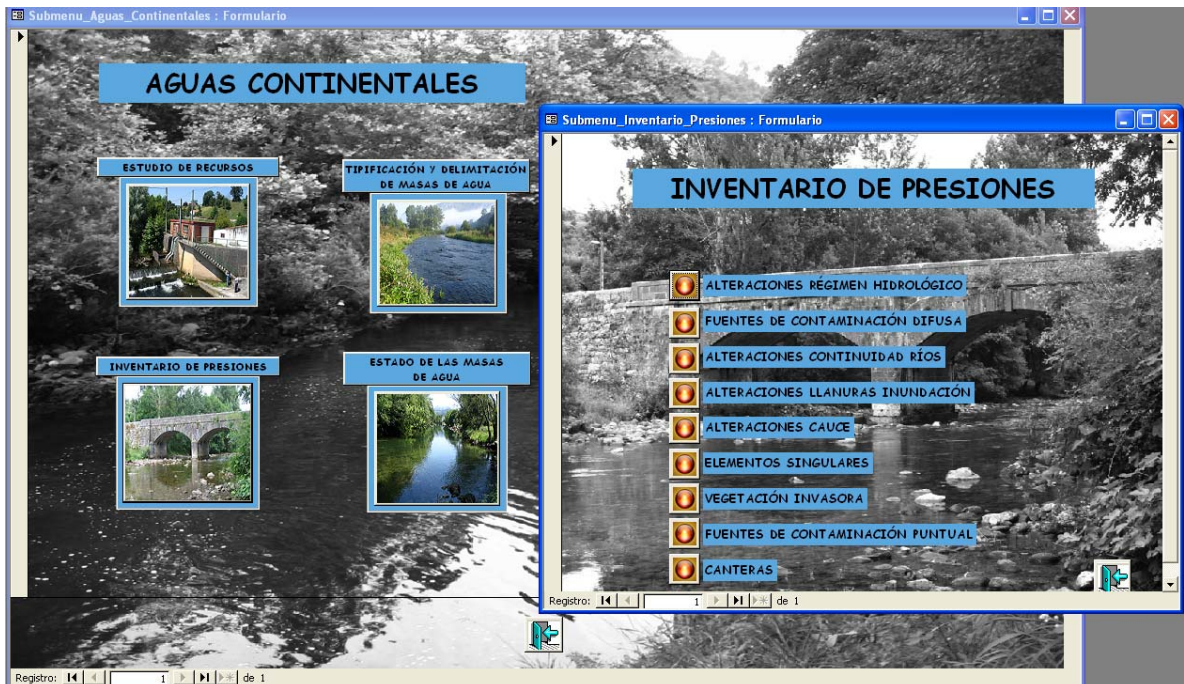 Submenu_Aguas_Continentales : Formulario
AGUAS CONTINENTALES
ESTUDIO DE RECURSOS
TIPIFICACIÓN Y DELIMITACIÓN
DE MASAS DE AGUA
INVENTARIO DE PRESIONES
ESTADO DE LAS MASAS
DE AGUA
Registro: 1 de 1
Submenu_Inventario_Presiones : Formulario
INVENTARIO DE PRESIONES
ALTERACIONES RÉGIMEN HIDROLÓGICO
FUENTES DE CONTAMINACIÓN DIFUSA
ALTERACIONES CONTINUIDAD RÍOS
ALTERACIONES LLANURAS INUNDACIÓN
ALTERACIONES CAUCE
ELEMENTOS SINGULARES
VEGETACIÓN INVASORA
FUENTES DE CONTAMINACIÓN PUNTUAL
CANTERAS
Registro: 1 de 1